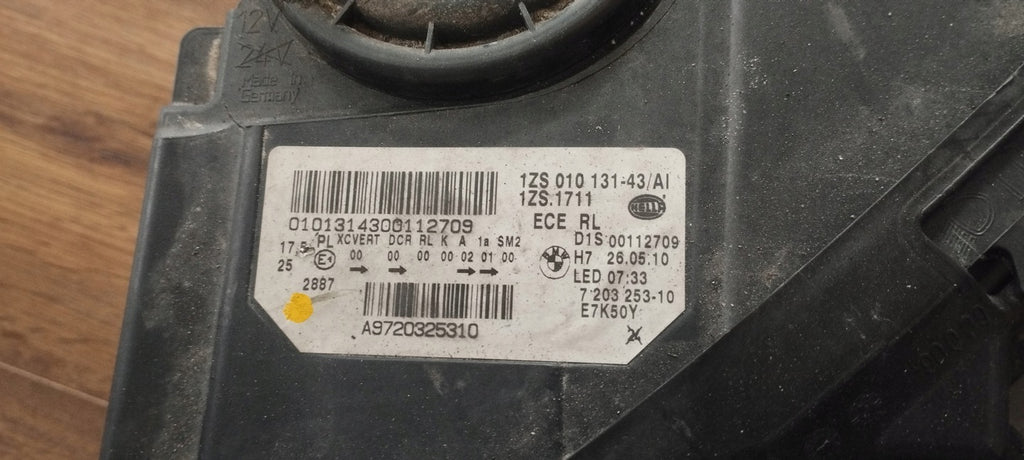 12V
24V
Made in
Germany
1ZS 010 131-43/AI
1ZS.1711
HELLA
ECE RL
0101314300112709
17.5 PL XCVERT DCR RL K A 1a SM2
25 E1 00 00 00 00 02 01 00
2887
A9720325310
D1S 00112709
H7 26.05.10
LED 07:33
7 203 253-10
E7K50Y